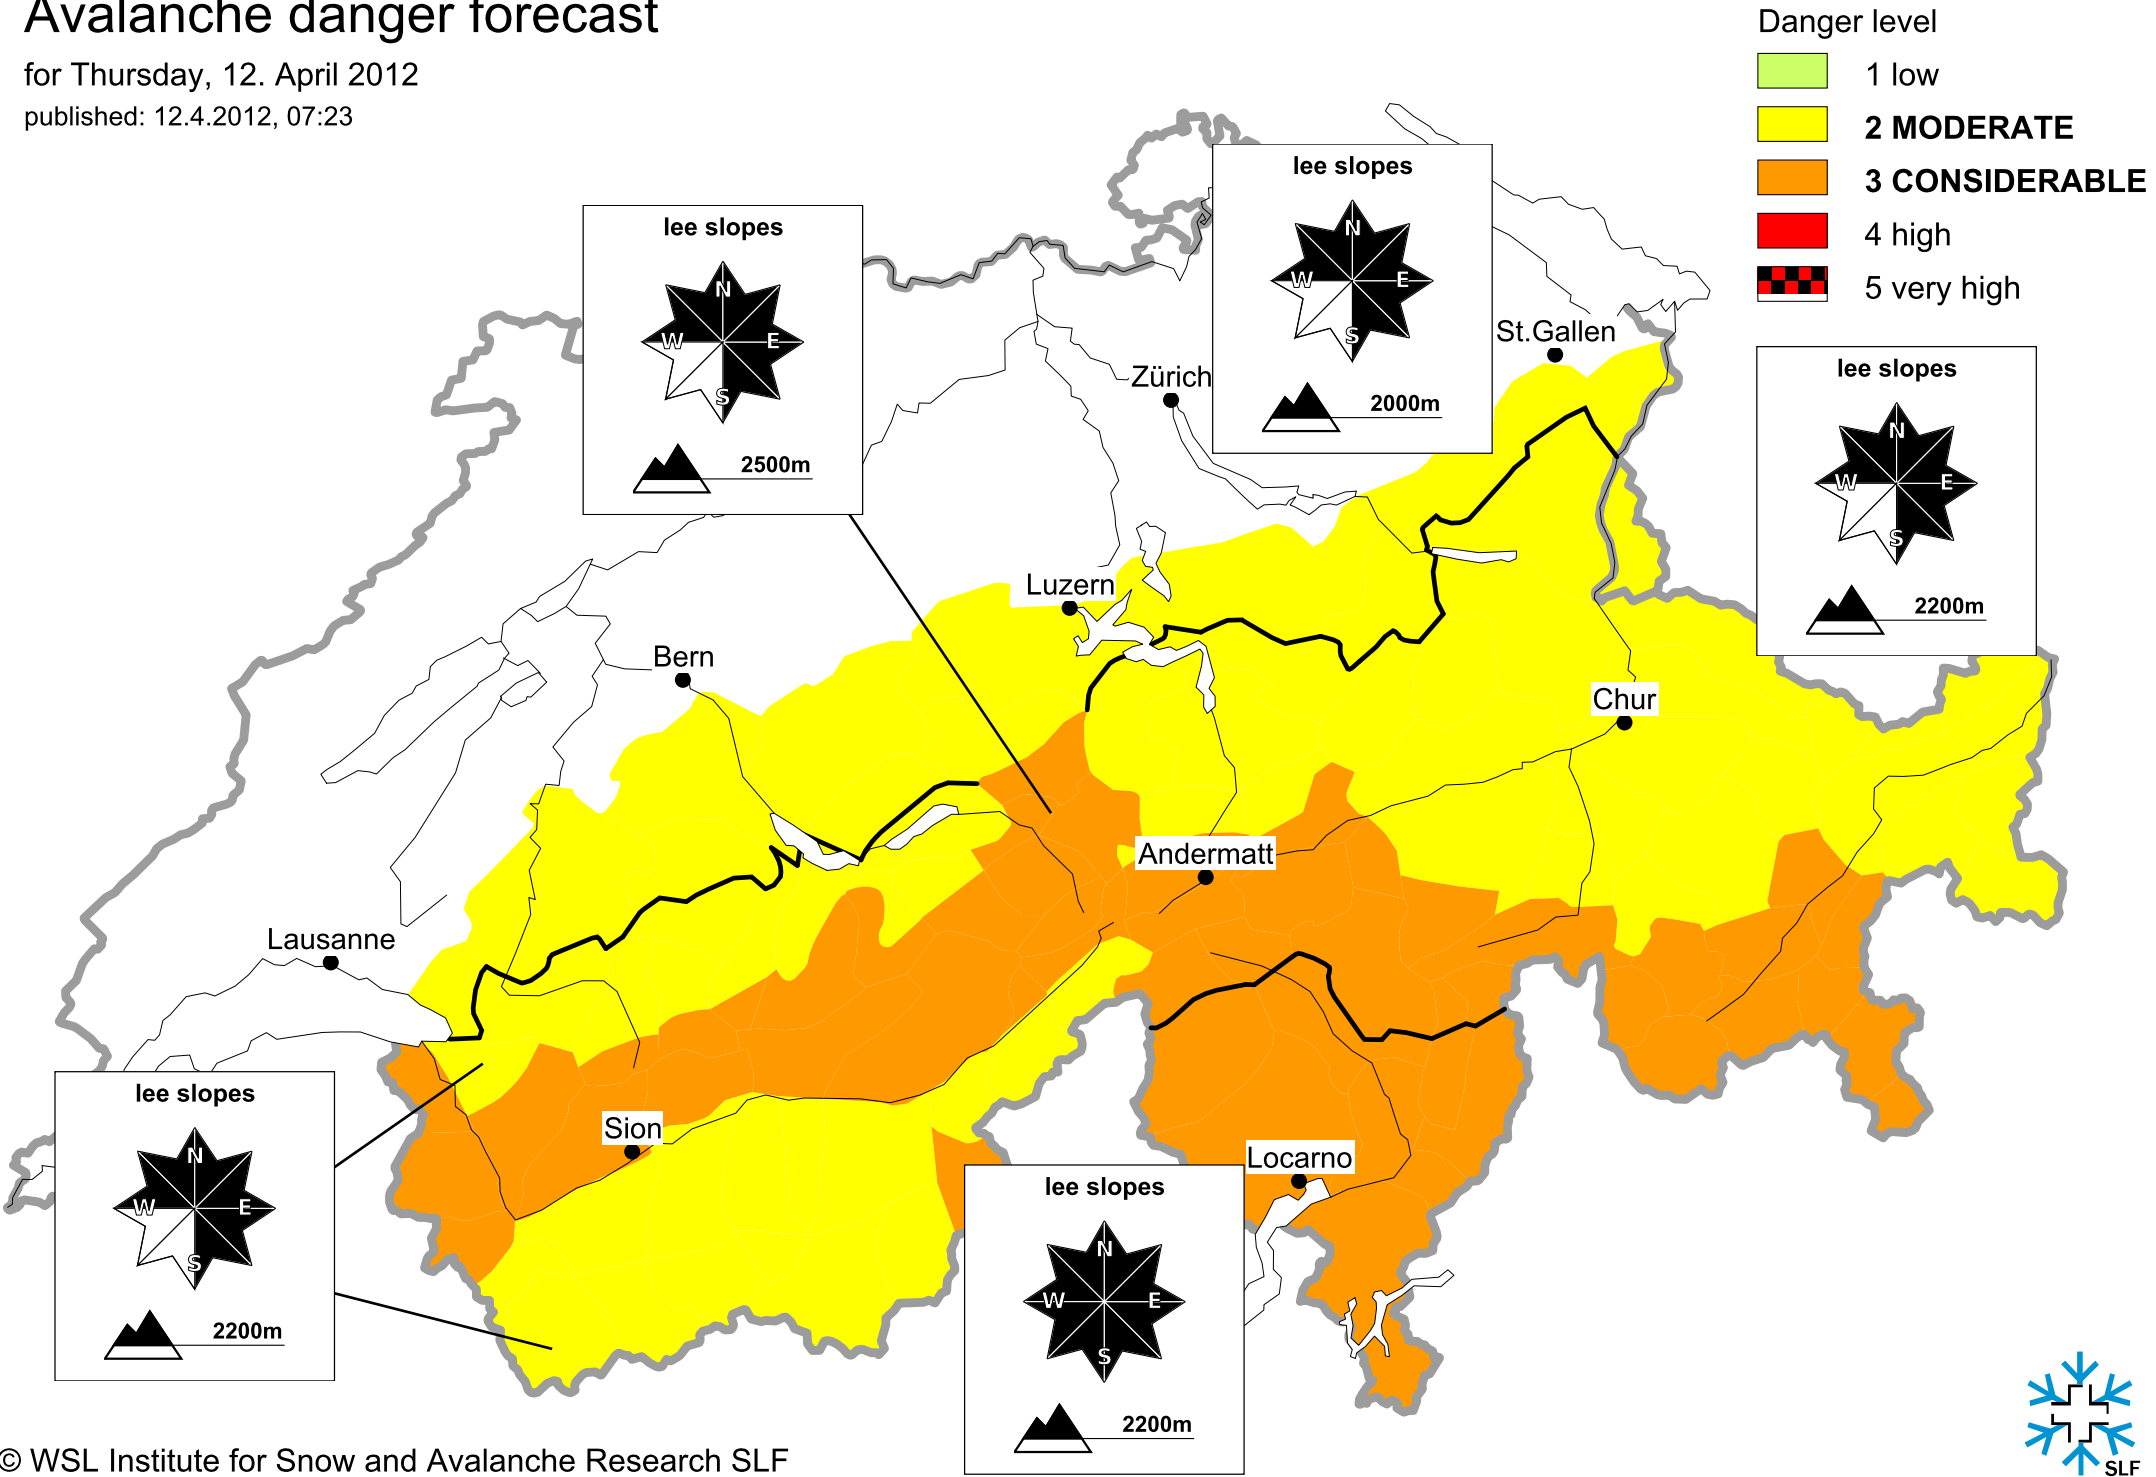 Avalanche danger forecast
for Thursday, 12. April 2012
published: 12.4.2012, 07:23
Danger level
1 low
2 MODERATE
3 CONSIDERABLE
4 high
5 very high
lee slopes
N
W E
S
2500m
lee slopes
N
W E
S
2000m
lee slopes
N
W E
S
2200m
St.Gallen
Zürich
Luzern
Bern
Chur
Andermatt
Lausanne
Sion
Locarno
lee slopes
N
W E
S
2200m
lee slopes
N
W E
S
2200m
© WSL Institute for Snow and Avalanche Research SLF
SLF